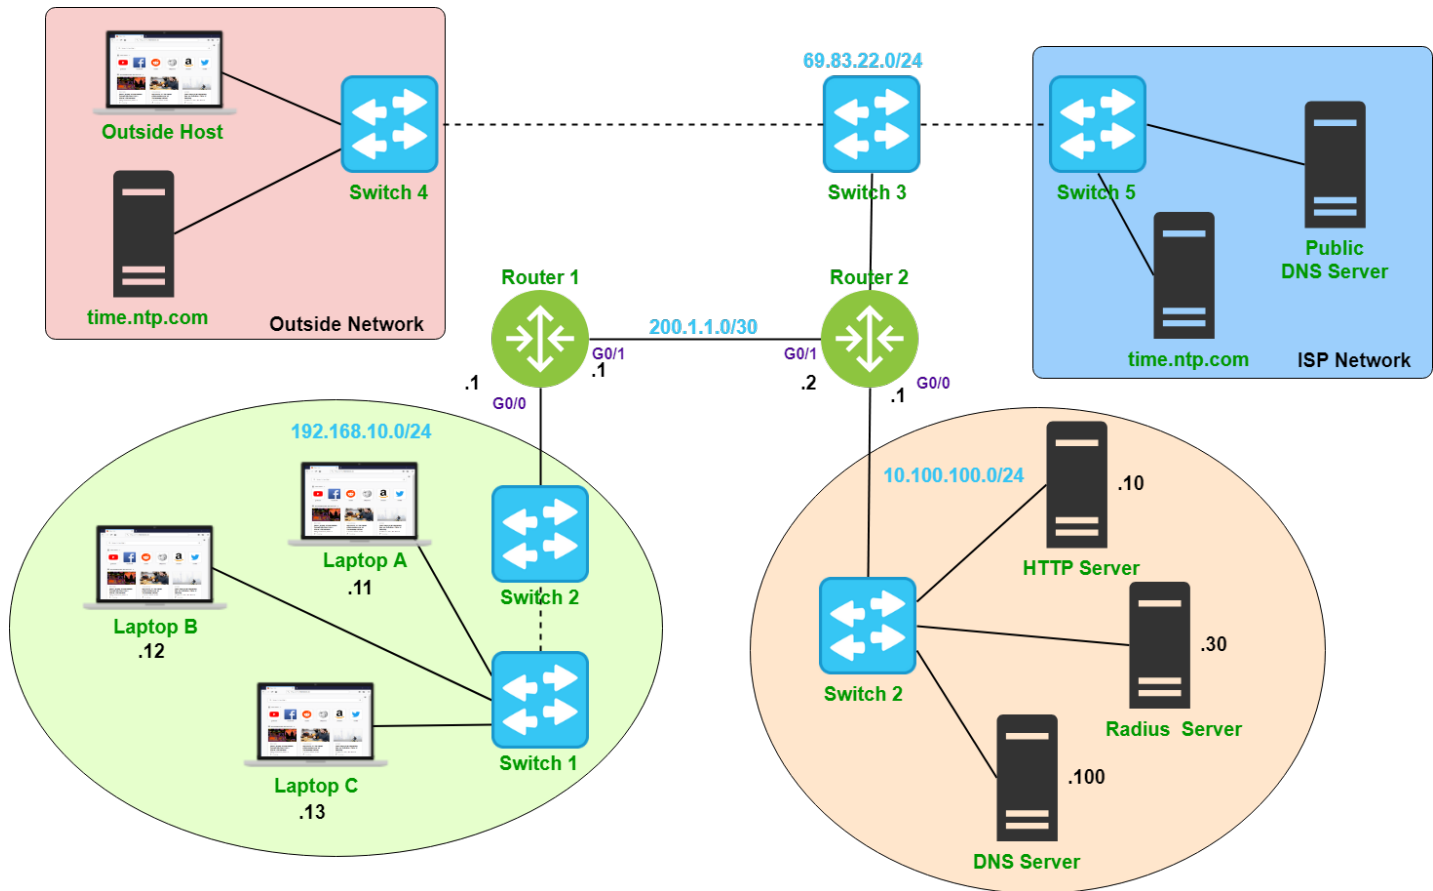 69.83.22.0/24
Outside Host
Switch 4
Switch 3
Switch 5
Public
DNS Server
time.ntp.com
Outside Network
time.ntp.com
ISP Network
Router 1
Router 2
200.1.1.0/30
G0/1
G0/1
.1
.1
.2
.1
G0/0
G0/0
192.168.10.0/24
Laptop A
.11
Laptop B
.12
Laptop C
.13
Switch 2
Switch 1
10.100.100.0/24
.10
HTTP Server
Switch 2
.30
Radius Server
.100
DNS Server